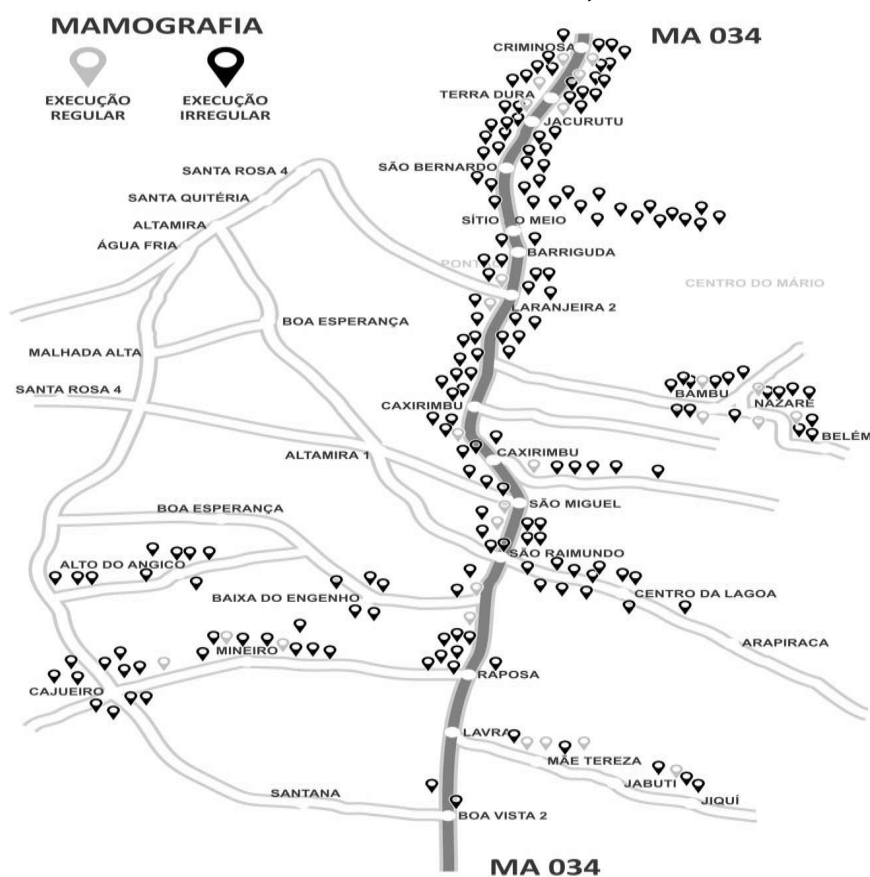 MAMOGRAFIA
EXECUÇÃO
REGULAR
EXECUÇÃO
IRREGULAR
MA 034
CRIMINOSA
TERRA DURA
JACURUTU
SÃO BERNARDO
SANTA ROSA 4
SANTA QUITÉRIA
ALTAMIRA
SÍTIO O MEIO
ÁGUA FRIA
BARRIGUDA
CENTRO DO MÁRIO
LARANJEIRA 2
BOA ESPERANÇA
MALHADA ALTA
SANTA ROSA 4
BAMBU
NAZARÉ
CAXIRIMBU
BELÉM
ALTAMIRA 1
CAXIRIMBU
SÃO MIGUEL
BOA ESPERANÇA
SÃO RAIMUNDO
ALTO DO ANGICO
BAIXA DO ENGENHO
CENTRO DA LAGOA
ARAPIRACA
MINEIRO
RAPOSA
CAJUEIRO
LAVRA
MÃE TEREZA
JABUTI
JIQUÍ
SANTANA
BOA VISTA 2
MA 034